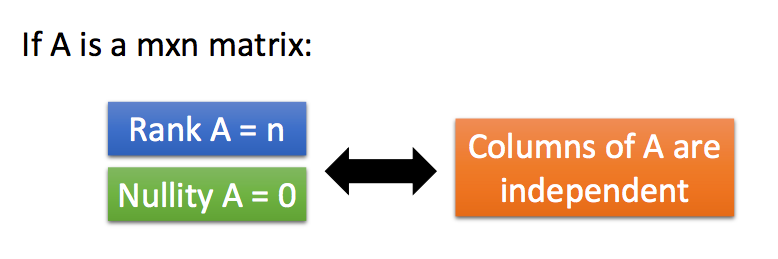 If A is a mxn matrix:
Rank A = n
Nullity A = 0
Columns of A are
independent